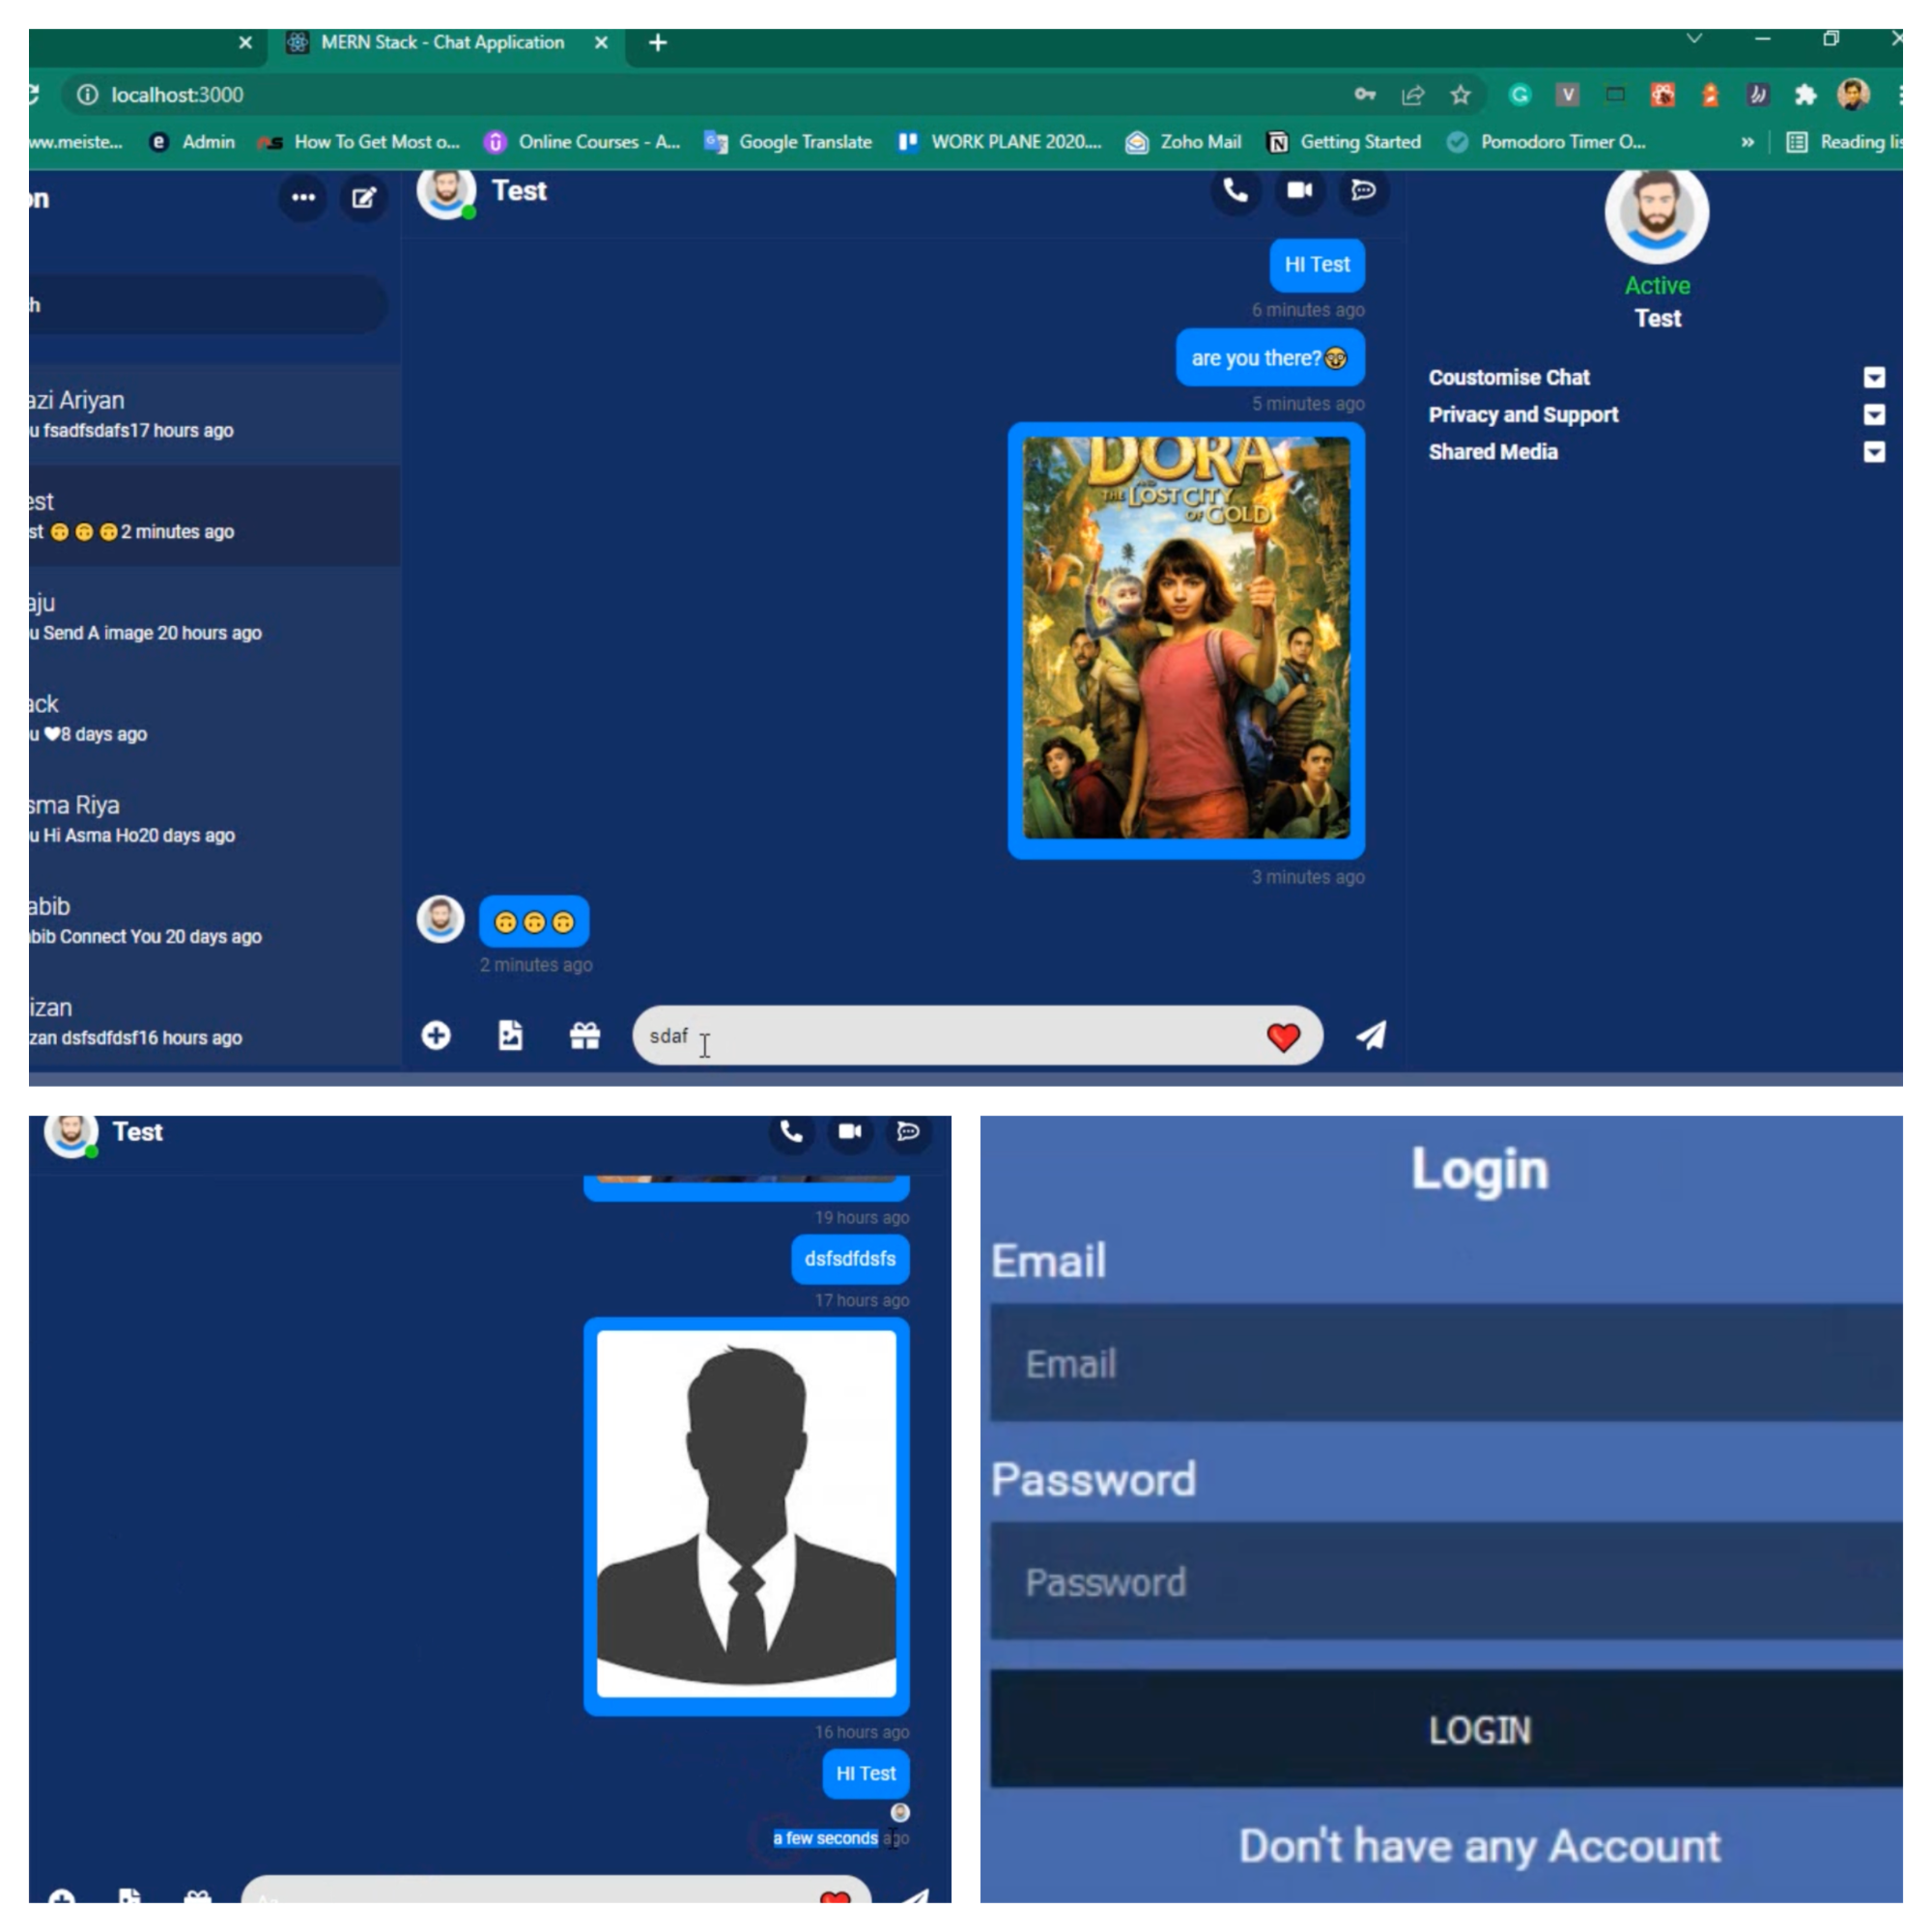 MERN Stack - Chat Application
localhost:3000
ww.meiste... Admin How To Get Most o... Online Courses - A... Google Translate WORK PLANE 2020.... Zoho Mail Getting Started Pomodoro Timer O... » Reading lis
on
Test
h
azi Ariyan
u fsadfsdafs17 hours ago
est
st 🙃 🙃 🙃 2 minutes ago
aju
u Send A image 20 hours ago
ack
u ♥8 days ago
sma Riya
u Hi Asma Ho20 days ago
abib
bib Connect You 20 days ago
izan
zan dsfsdfdsf16 hours ago
HI Test
6 minutes ago
are you there?🤓
5 minutes ago
DORA
AND
THE LOST CITY
OF GOLD
3 minutes ago
🙃🙃🙃
2 minutes ago
sdaf
Active
Test
Coustomise Chat
Privacy and Support
Shared Media
Test
19 hours ago
dsfsdfdsfs
17 hours ago
16 hours ago
HI Test
a few seconds ago
Aa
Login
Email
Email
Password
Password
LOGIN
Don't have any Account